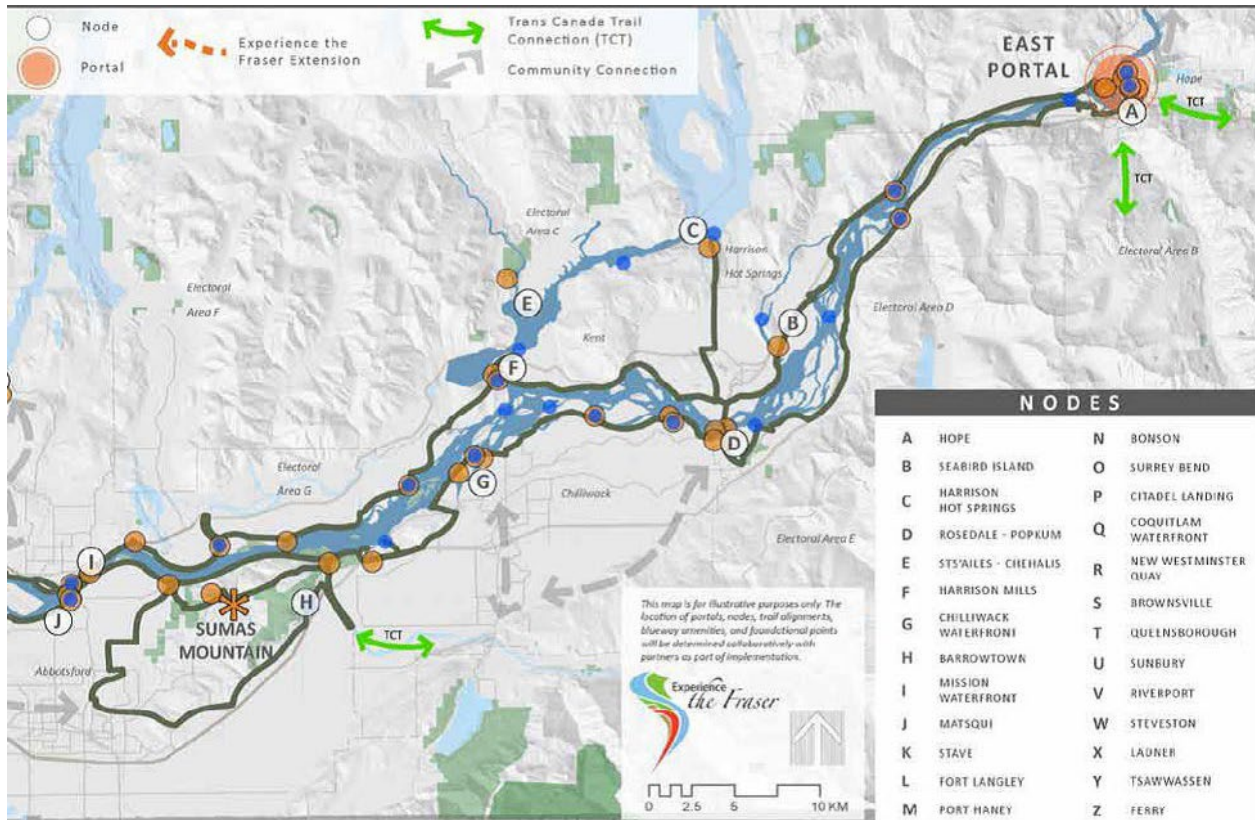 Node
Portal
Experience the
Fraser Extension
Trans Canada Trail
Connection (TCT)
Community Connection
EAST
PORTAL
Hope
A
TCT
TCT
Electoral
Area C
C
Harrison
Hot Springs
Electoral Area B
E
Electoral
Area F
B
Electoral Area D
Kent
F
D
Electoral
Area G
G
Chilliwack
Electoral Area E
I
H
J
SUMAS
MOUNTAIN
TCT
Abbotsford
This map is for illustrative purposes only. The
location of portals, nodes, trail alignments,
blueway amenities, and foundational points
will be determined collaboratively with
partners as part of implementation.
Experience
the Fraser
0 2.5 5 10 KM
NODES
A HOPE
B SEABIRD ISLAND
C HARRISON
HOT SPRINGS
D ROSEDALE - POPKUM
E STS'AILES - CHEHALIS
F HARRISON MILLS
G CHILLIWACK
WATERFRONT
H BARROWTOWN
I MISSION
WATERFRONT
J MATSQUI
K STAVE
L FORT LANGLEY
M PORT HANEY
N BONSON
O SURREY BEND
P CITADEL LANDING
Q COQUITLAM
WATERFRONT
R NEW WESTMINSTER
QUAY
S BROWNSVILLE
T QUEENSBOROUGH
U SUNBURY
V RIVERPORT
W STEVESTON
X LADNER
Y TSAWWASSEN
Z FERRY